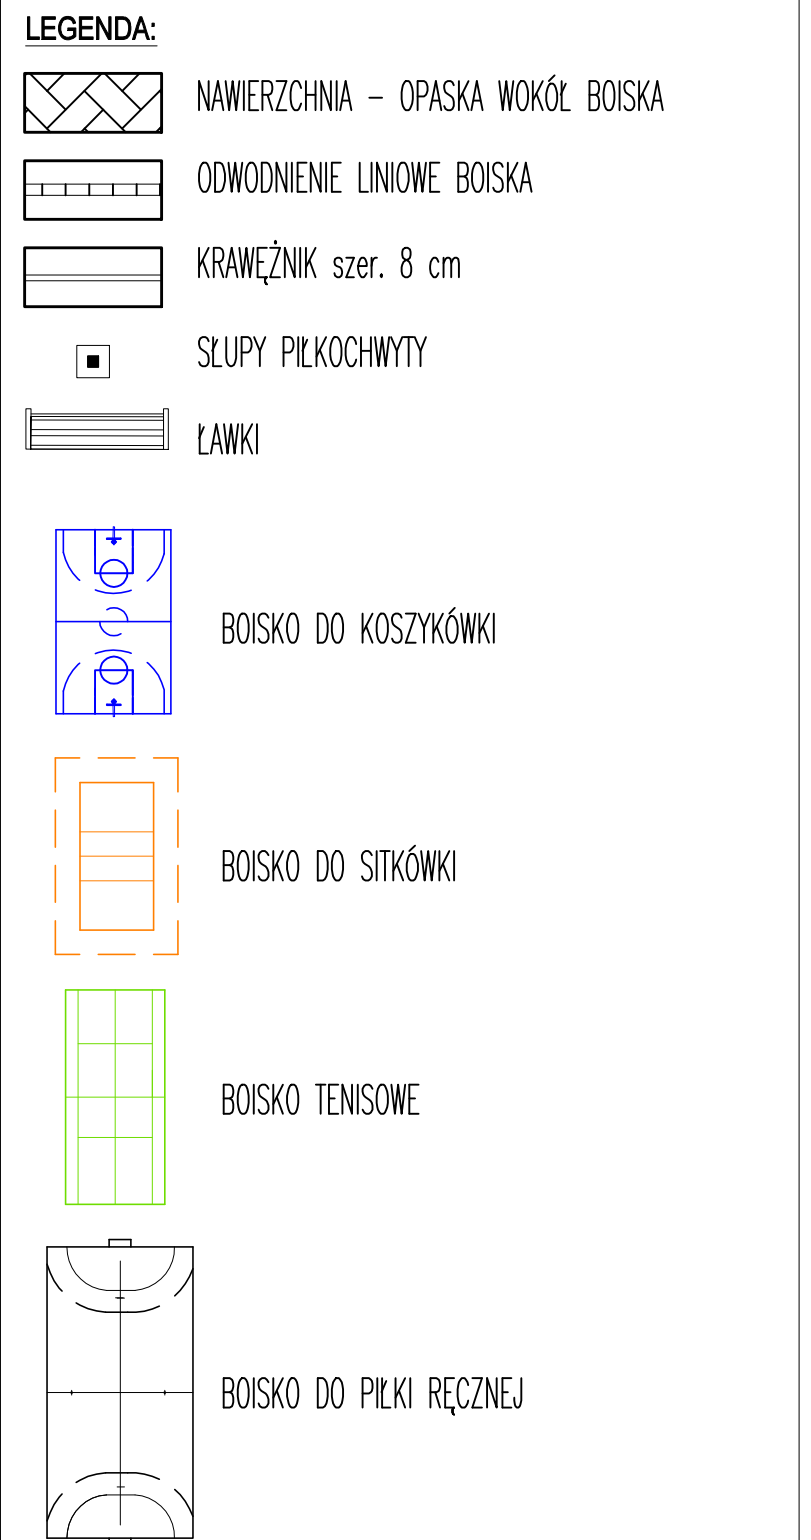 LEGENDA:
NAWIERZCHNIA – OPASKA WOKÓŁ BOISKA
ODWODNIENIE LINIOWE BOISKA
KRAWĘŻNIK szer. 8 cm
SŁUPY PIŁKOCHWYTY
ŁAWKI
BOISKO DO KOSZYKÓWKI
BOISKO DO SITKÓWKI
BOISKO TENISOWE
BOISKO DO PIŁKI RĘCZNEJ